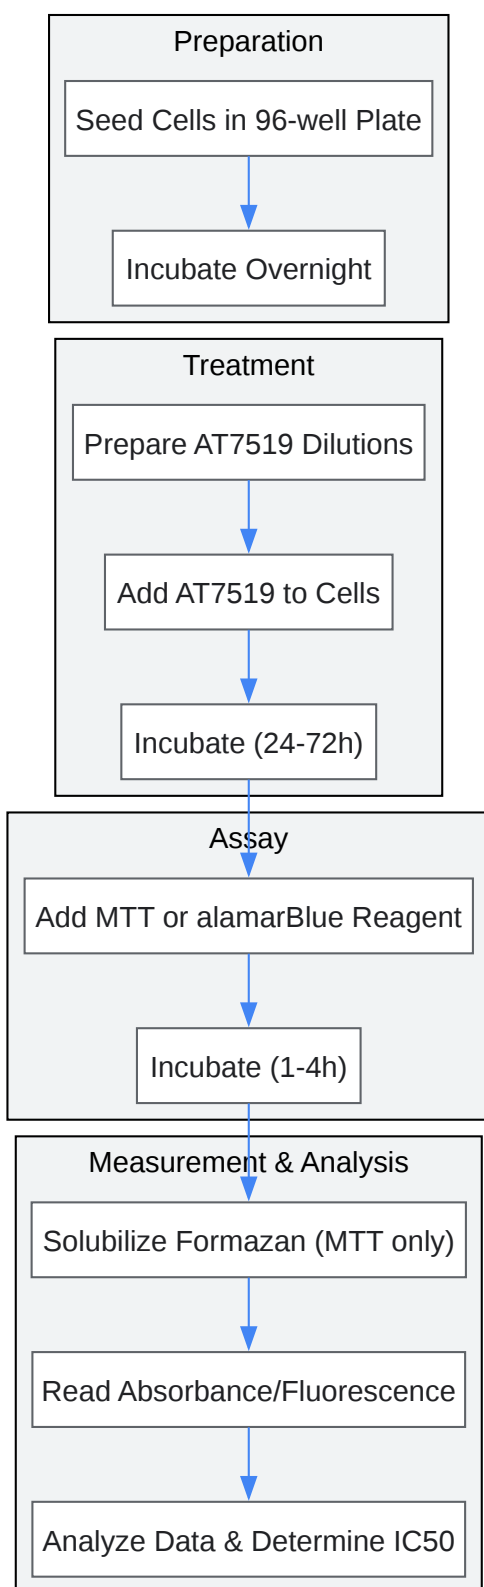 Preparation
Seed Cells in 96-well Plate
Incubate Overnight
Treatment
Prepare AT7519 Dilutions
Add AT7519 to Cells
Incubate (24-72h)
Assay
Add MTT or alamarBlue Reagent
Incubate (1-4h)
Measurement & Analysis
Solubilize Formazan (MTT only)
Read Absorbance/Fluorescence
Analyze Data & Determine IC50